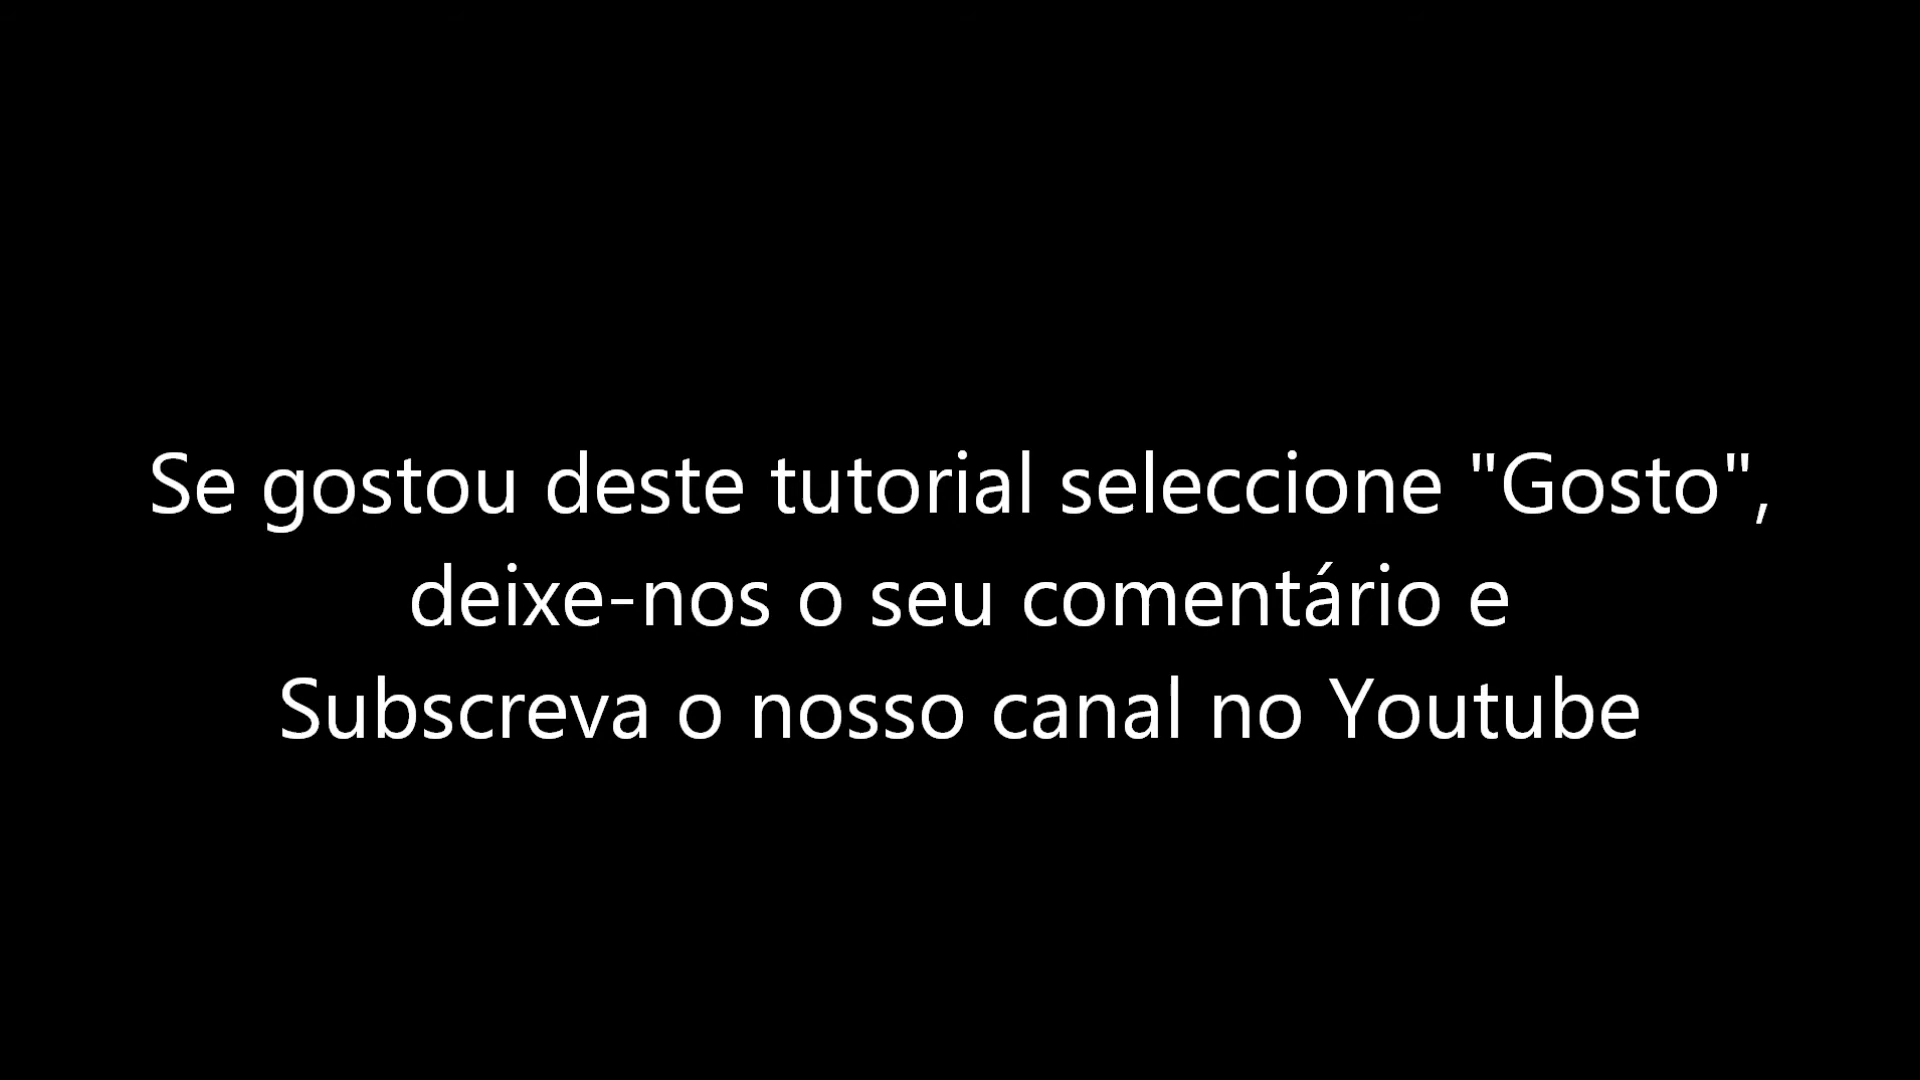 Se gostou deste tutorial seleccione "Gosto",
deixe-nos o seu comentário e
Subscreva o nosso canal no Youtube